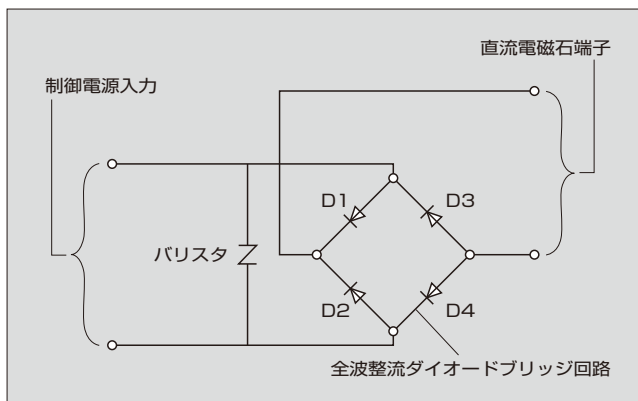 直流電磁石端子
制御電源入力
D1
D3
バリスタ
D2
D4
全波整流ダイオードブリッジ回路